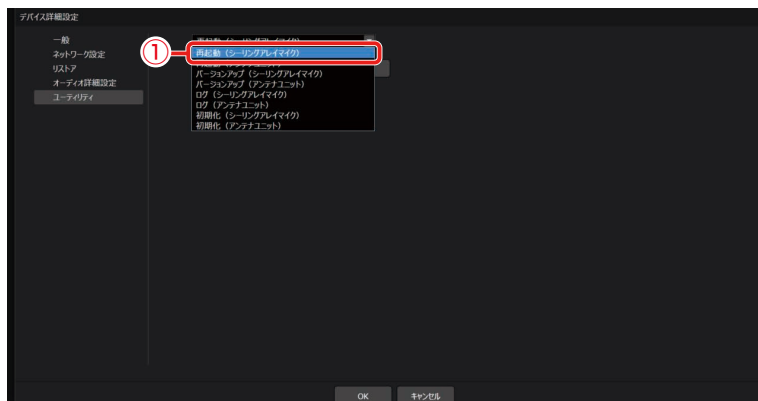 デバイス詳細設定
一般
ネットワーク設定
リストア
オーディオ詳細設定
ユーティリティ
①
再起動（シーリングアレイマイク）
バージョンアップ（シーリングアレイマイク）
バージョンアップ（アンテナユニット）
ログ（シーリングアレイマイク）
ログ（アンテナユニット）
初期化（シーリングアレイマイク）
初期化（アンテナユニット）
OK
キャンセル